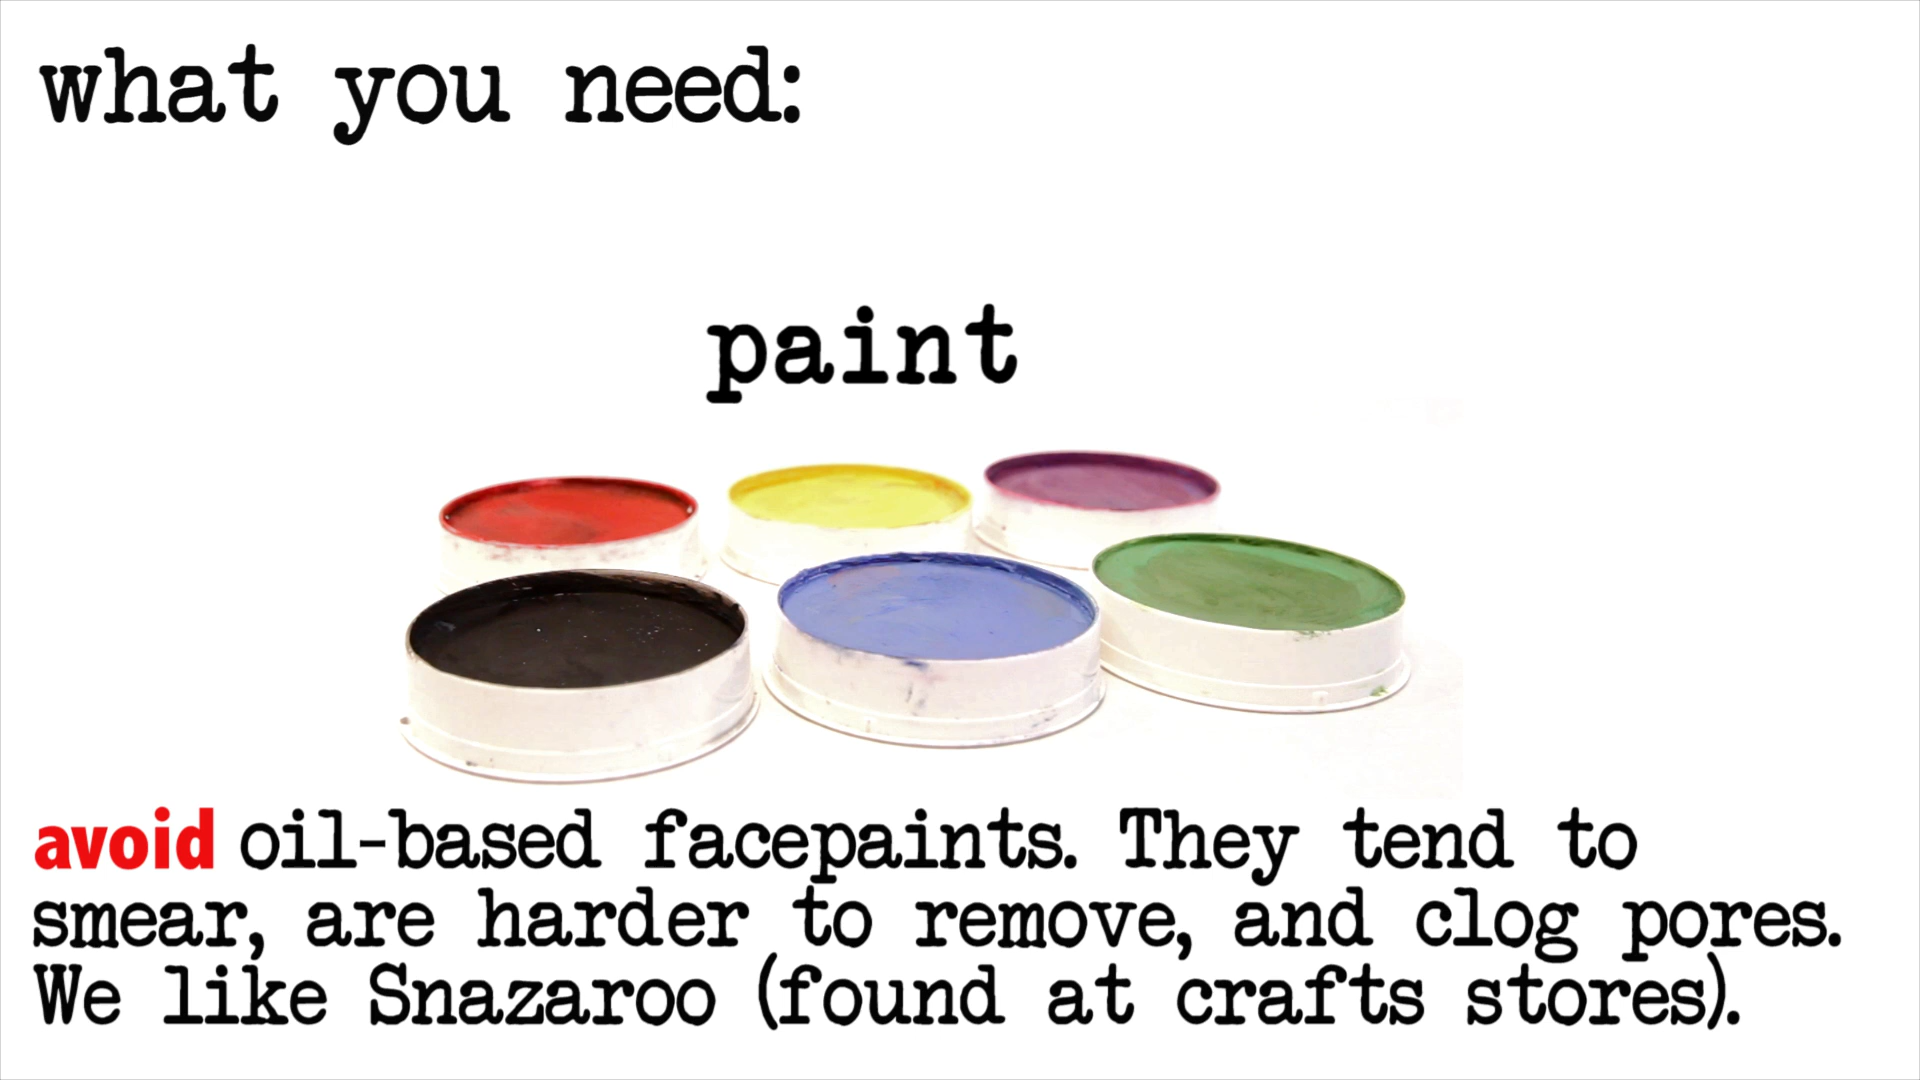 what you need:
paint
avoid oil-based facepaints. They tend to
smear, are harder to remove, and clog pores.
We like Snazaroo (found at crafts stores).